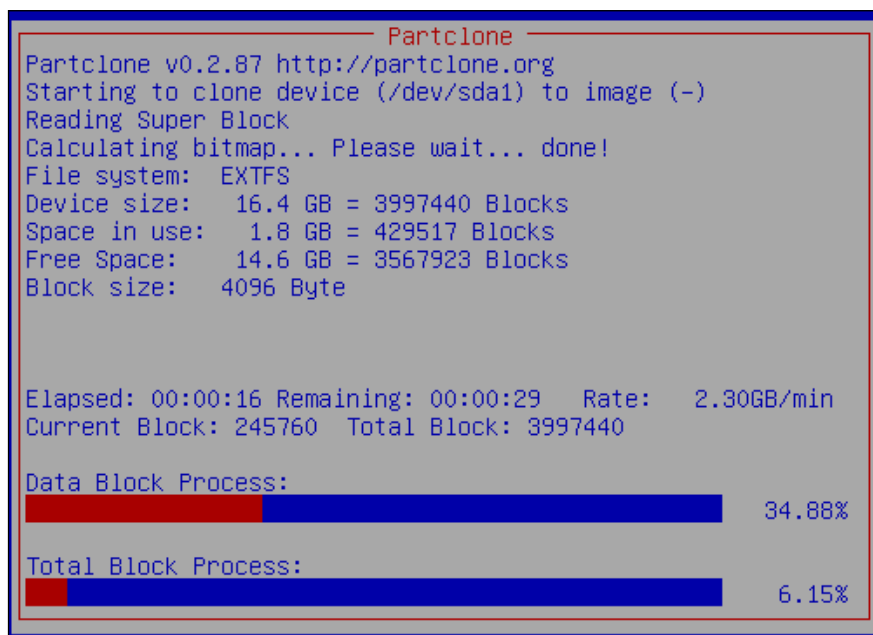 Partclone
Partclone v0.2.87 http://partclone.org
Starting to clone device (/dev/sda1) to image (-)
Reading Super Block
Calculating bitmap... Please wait... done!
File system:  EXTFS
Device size:   16.4 GB = 3997440 Blocks
Space in use:   1.8 GB = 429517 Blocks
Free Space:    14.6 GB = 3567923 Blocks
Block size:   4096 Byte
Elapsed: 00:00:16 Remaining: 00:00:29   Rate:   2.30GB/min
Current Block: 245760  Total Block: 3997440
Data Block Process:
34.88%
Total Block Process:
6.15%